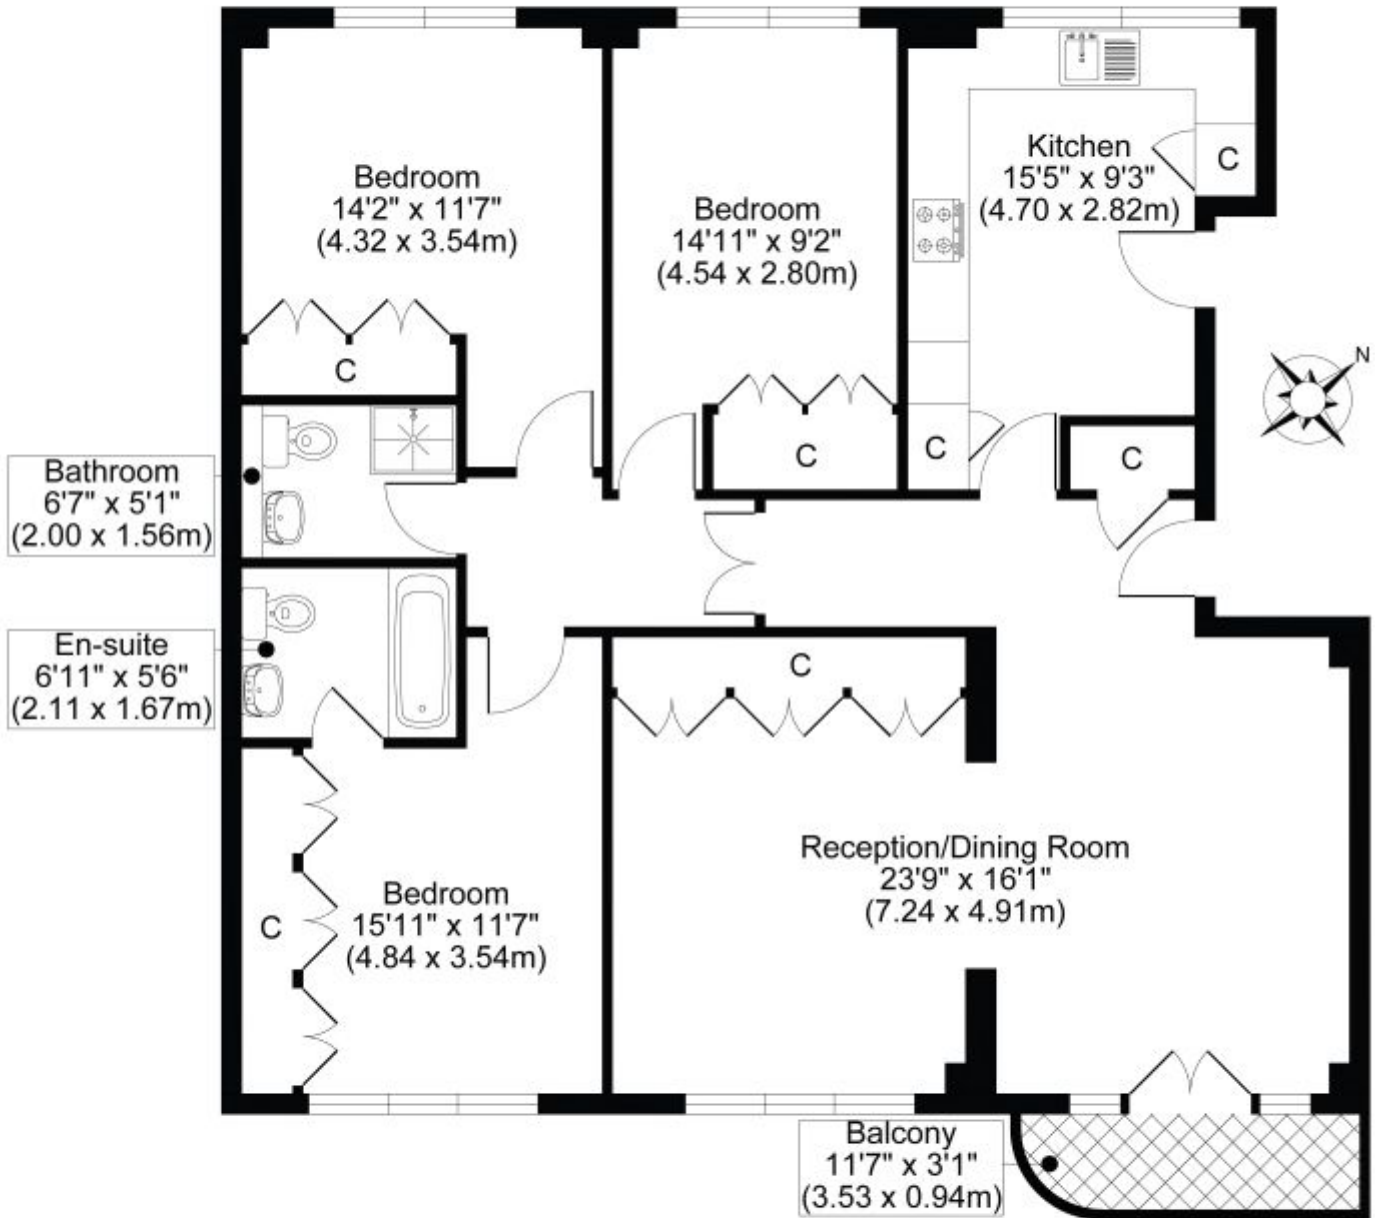 Bedroom
14'2" x 11'7"
(4.32 x 3.54m)
Bedroom
14'11" x 9'2"
(4.54 x 2.80m)
Kitchen
15'5" x 9'3"
(4.70 x 2.82m)
C
N
C
C
C
C
Bathroom
6'7" x 5'1"
(2.00 x 1.56m)
En-suite
6'11" x 5'6"
(2.11 x 1.67m)
C
Reception/Dining Room
23'9" x 16'1"
(7.24 x 4.91m)
C
Bedroom
15'11" x 11'7"
(4.84 x 3.54m)
Balcony
11'7" x 3'1"
(3.53 x 0.94m)